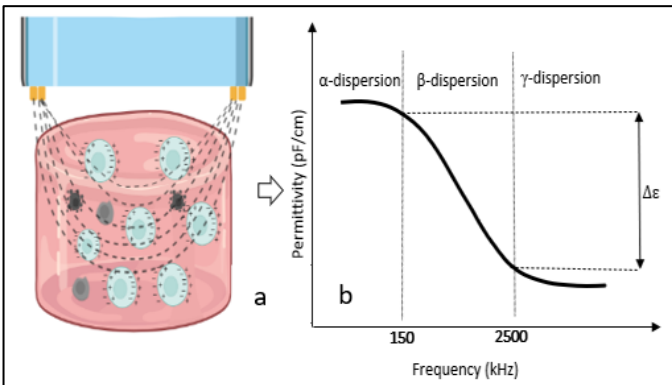 a
α-dispersion β-dispersion γ-dispersion
Permittivity (pF/cm)
Δε
b
150 2500
Frequency (kHz)